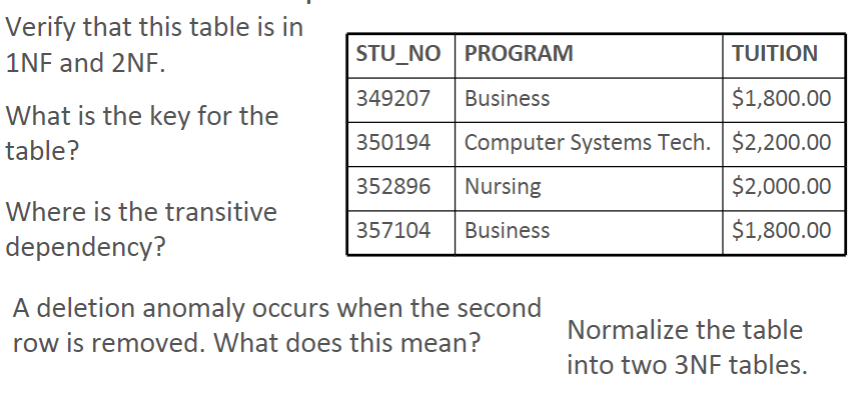 Verify that this table is in
1NF and 2NF.
What is the key for the
table?
Where is the transitive
dependency?
STU_NO PROGRAM TUITION
349207 Business $1,800.00
350194 Computer Systems Tech. $2,200.00
352896 Nursing $2,000.00
357104 Business $1,800.00
A deletion anomaly occurs when the second
row is removed. What does this mean?
Normalize the table
into two 3NF tables.